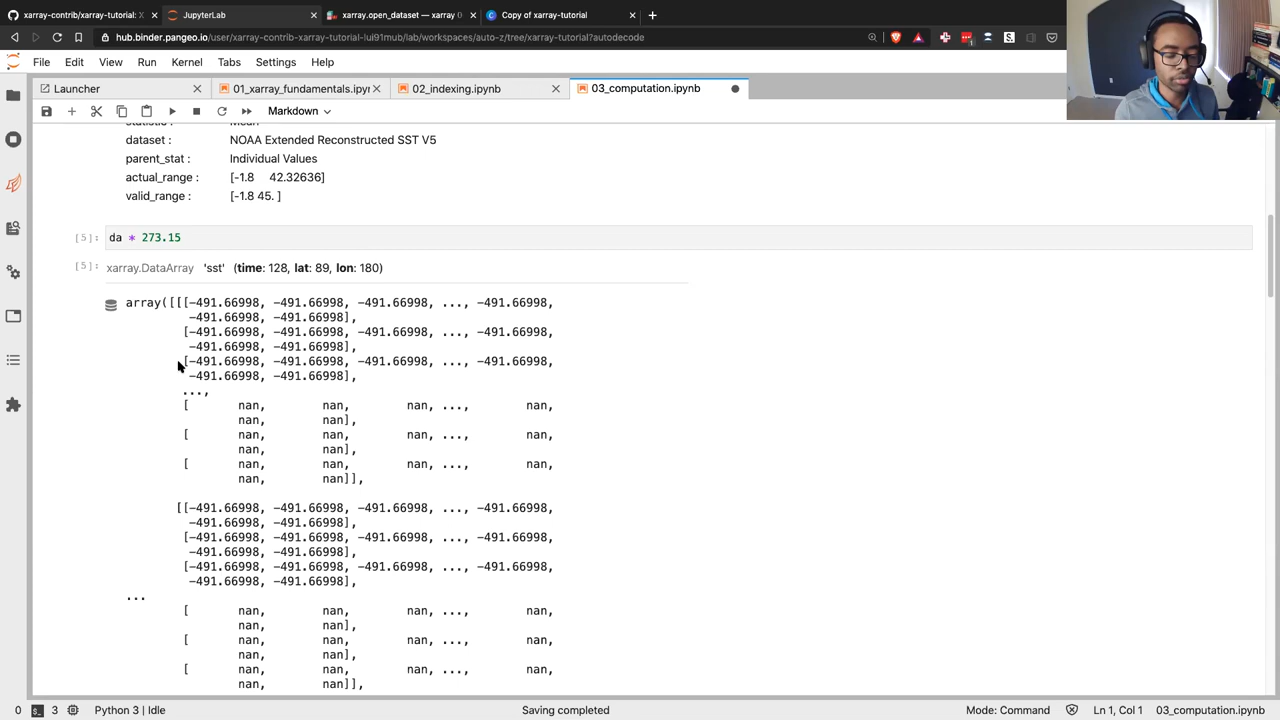 xarray-contrib/xarray-tutorial: X
JupyterLab
xarray.open_dataset — xarray
Copy of xarray-tutorial
hub.binder.pangeo.io/user/xarray-contrib-xarray-tutorial-lui91mub/lab/workspaces/auto-z/tree/xarray-tutorial?autodecode
File Edit View Run Kernel Tabs Settings Help
Launcher
01_xarray_fundamentals.ipyn
02_indexing.ipynb
03_computation.ipynb
Markdown
statistic : Mean
dataset : NOAA Extended Reconstructed SST V5
parent_stat : Individual Values
actual_range : [-1.8 42.32636]
valid_range : [-1.8 45. ]
[5]: da * 273.15
[5]: xarray.DataArray 'sst' (time: 128, lat: 89, lon: 180)
array([[[-491.66998, -491.66998, -491.66998, ..., -491.66998,
-491.66998, -491.66998],
[-491.66998, -491.66998, -491.66998, ..., -491.66998,
-491.66998, -491.66998],
[-491.66998, -491.66998, -491.66998, ..., -491.66998,
-491.66998, -491.66998],
...,
[ nan, nan, nan, ..., nan,
nan, nan],
[ nan, nan, nan, ..., nan,
nan, nan],
[ nan, nan, nan, ..., nan,
nan, nan]],
[[-491.66998, -491.66998, -491.66998, ..., -491.66998,
-491.66998, -491.66998],
[-491.66998, -491.66998, -491.66998, ..., -491.66998,
-491.66998, -491.66998],
[-491.66998, -491.66998, -491.66998, ..., -491.66998,
-491.66998, -491.66998],
...
[ nan, nan, nan, ..., nan,
nan, nan],
[ nan, nan, nan, ..., nan,
nan, nan],
[ nan, nan, nan, ..., nan,
nan, nan]],
0 3 Python 3 | Idle Saving completed Mode: Command Ln 1, Col 1 03_computation.ipynb